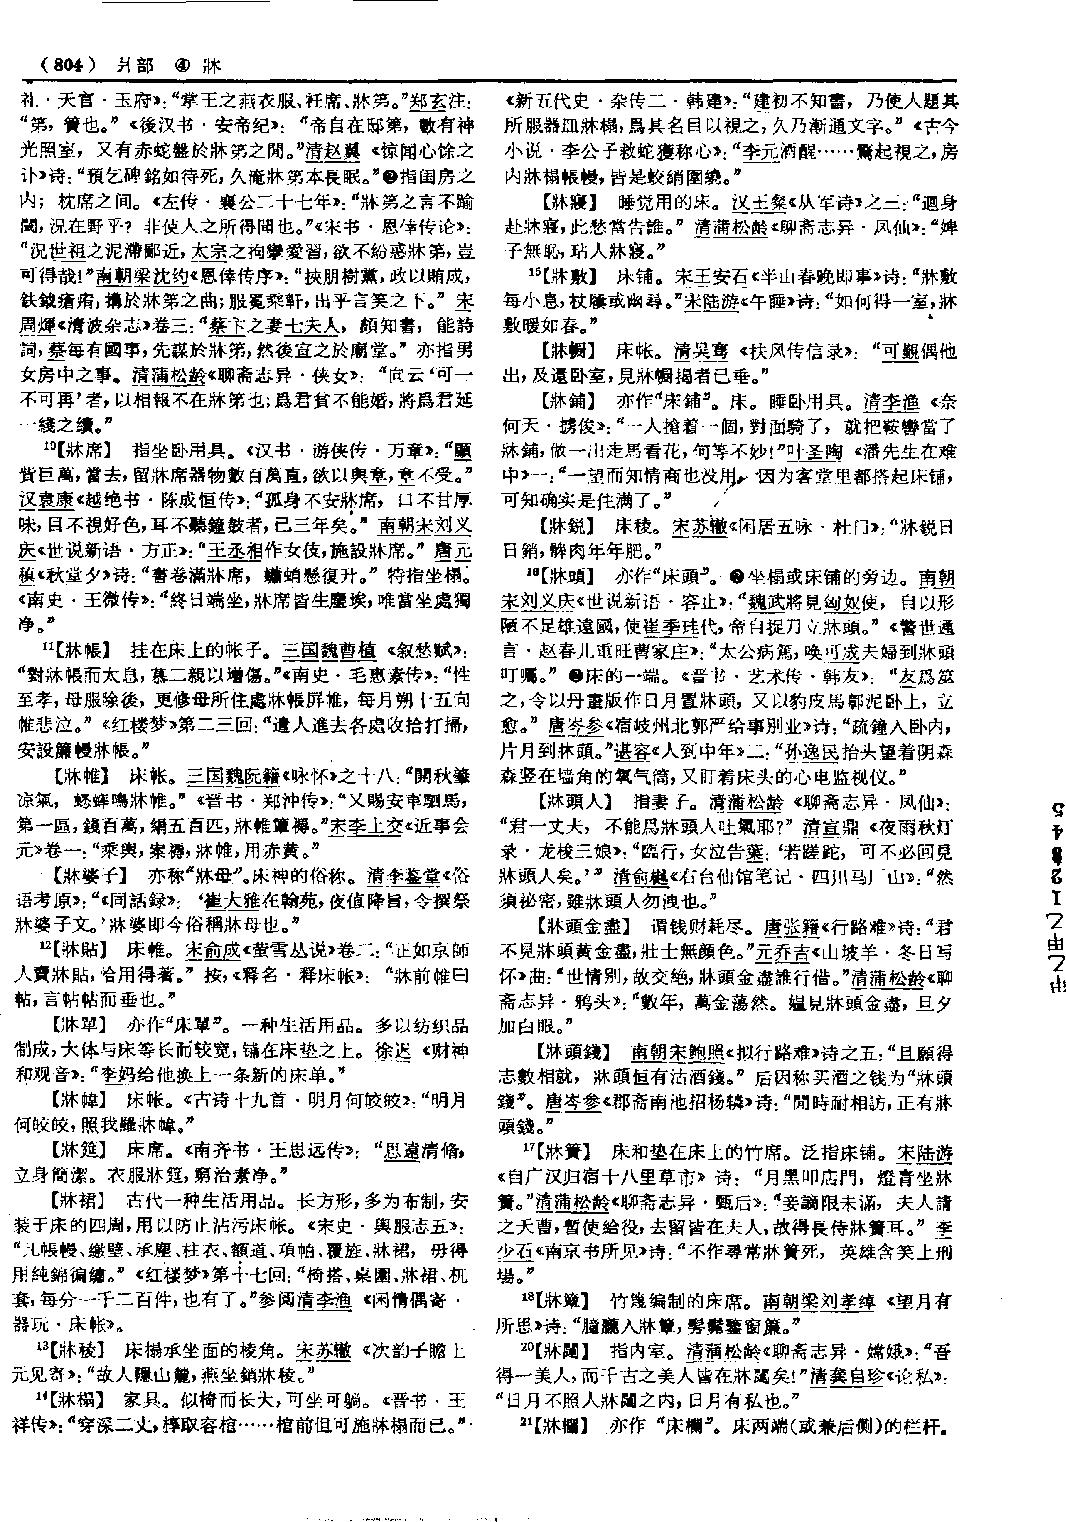 （804） 爿部 ④ 牀
礼·天官·玉府》：“掌王之燕衣服、衽席、牀笫。”郑玄注：
“笫，簀也。”《後汉书·安帝纪》：“帝自在邸第，數有神
光照室，又有赤蛇盤於牀笫之間。”清赵翼《惊闻心馀之
讣》诗：“預乞碑銘如待死，久淹牀笫本長眠。”❷指闺房之
内；枕席之间。《左传·襄公二十七年》：“牀笫之言不踰
閾，況在野乎？非使人之所得聞也。”《宋书·恩倖传论》：
“況世祖之泥滯鄙近，太宗之拘攣愛習，欲不紛惑牀笫，豈
可得哉！”南朝梁沈约《恩倖传序》：“挾朋樹黨，政以賄成，
鈇鉞瘡痏，搆於牀笫之曲；服冕乘軒，出乎言笑之下。”宋
周煇《清波杂志》卷三：“蔡卞之妻七夫人，頗知書，能詩
詞，蔡每有國事，先謀於牀笫，然後宣之於廟堂。”亦指男
女房中之事。清蒲松龄《聊斋志异·侠女》：“向云‘可一
不可再’者，以相報不在牀笫也；爲君貧不能婚，將爲君延
一綫之續。”
10【牀席】 指坐卧用具。《汉书·游侠传·万章》：“顯
貲巨萬，當去，留牀席器物數百萬直，欲以與章，章不受。”
汉袁康《越绝书·陈成恒传》：“孤身不安牀席，口不甘厚
味，目不視好色，耳不聽鐘鼓者，已三年矣。”南朝宋刘义
庆《世说新语·方正》：“王丞相作女伎，施設牀席。”唐元
稹《秋堂夕》诗：“書卷滿牀席，蠨蛸懸復升。”特指坐榻。
《南史·王微传》：“終日端坐，牀席皆生塵埃，唯當坐處獨
净。”
11【牀帳】 挂在床上的帐子。三国魏曹植《叙愁赋》：
“對牀帳而太息，慕二親以增傷。”《南史·毛惠素传》：“性
至孝，母服除後，更修母所住處牀帳屏帷，每月朔十五向
帷悲泣。”《红楼梦》第二三回：“遣人進去各處收拾打掃，
安設簾幔牀帳。”
【牀帷】 床帐。三国魏阮籍《咏怀》之十八：“開秋肇
凉氣，蟋蟀鳴牀帷。”《晋书·郑沖传》：“又賜安車駟馬，
第一區，錢百萬，絹五百匹，牀帷簟褥。”宋李上交《近事会
元》卷一：“乘輿，案褥，牀帷，用赤黄。”
【牀婆子】 亦称“牀母”。床神的俗称。清李鉴堂《俗
语考原》：“《同話録》：‘崔大雅在翰苑，夜值降旨，令撰祭
牀婆子文。’牀婆即今俗稱牀母也。”
12【牀貼】 床帷。宋俞成《萤雪丛说》卷二：“正如京師
人賣牀貼，恰用得著。”按，《释名·释床帐》：“牀前帷曰
帖，言帖帖而垂也。”
【牀單】 亦作“床單”。一种生活用品。多以纺织品
制成，大体与床等长而较宽，铺在床垫之上。徐迟《财神
和观音》：“李妈给他换上一条新的床单。”
【牀幃】 床帐。《古诗十九首·明月何皎皎》：“明月
何皎皎，照我羅牀幃。”
【牀筵】 床席。《南齐书·王思远传》：“思遠清脩，
立身簡潔。衣服牀筵，窮治素净。”
【牀裙】 古代一种生活用品。长方形，多为布制，安
装于床的四周，用以防止沾污床帐。《宋史·舆服志五》：
“凡帳幔、繳壁、承塵、柱衣、額道、項帕、覆旌、牀裙，毋得
用純錦徧繡。”《红楼梦》第十七回：“椅搭、桌圍、牀裙、杌
套，每分一千二百件，也有了。”参阅清李渔《闲情偶寄·
器玩·床帐》。
13【牀稜】 床榻承坐面的棱角。宋苏辙《次韵子瞻上
元见寄》：“故人隱山麓，燕坐銷牀稜。”
14【牀榻】 家具。似椅而长大，可坐可躺。《晋书·王
祥传》：“穿深二丈，槨取容棺……棺前但可施牀榻而已。”
《新五代史·杂传二·韩建》：“建初不知書，乃使人題其
所服器皿牀榻，爲其名目以視之，久乃漸通文字。”《古今
小说·李公子救蛇獲称心》：“李元酒醒……驚起視之，房
内牀榻帳幔，皆是蛟綃圍繞。”
【牀寢】 睡觉用的床。汉王粲《从军诗》之三：“迴身
赴牀寢，此愁當告誰。”清蒲松龄《聊斋志异·凤仙》：“婢
子無恥，玷人牀寢。”
15【牀敷】 床铺。宋王安石《半山春晚即事》诗：“牀敷
每小息，杖屨或幽尋。”宋陆游《午睡》诗：“如何得一室，牀
敷暖如春。”
【牀㡡】 床帐。清吴骞《扶风传信录》：“可覲偶他
出，及還卧室，見牀㡡揭者已垂。”
【牀鋪】 亦作“床鋪”。床。睡卧用具。清李渔《奈
何天·攜俊》：“一人搶着一個，對面騎了，就把鞍轡當了
牀鋪，做一出走馬看花，何等不妙！”叶圣陶《潘先生在难
中》一：“一望而知情商也没用，因为客堂里都搭起床铺，
可知确实是住满了。”
【牀鋭】 床棱。宋苏辙《闲居五咏·杜门》：“牀鋭日
日銷，髀肉年年肥。”
16【牀頭】 亦作“床頭”。❶坐榻或床铺的旁边。南朝
宋刘义庆《世说新语·容止》：“魏武將見匈奴使，自以形
陋不足雄遠國，使崔季珪代，帝自捉刀立牀頭。”《警世通
言·赵春儿重旺曹家庄》：“太公病篤，唤可成夫婦到牀頭
叮囑。”❷床的一端。《晋书·艺术传·韩友》：“友爲筮
之，令以丹畫版作日月置牀頭，又以豹皮馬鄣泥卧上，立
愈。”唐岑参《宿岐州北郭严给事别业》诗：“疏鐘入卧内，
片月到牀頭。”谌容《人到中年》二：“孙逸民抬头望着阴森
森竖在墙角的氧气筒，又盯着床头的心电监视仪。”
【牀頭人】 指妻子。清蒲松龄《聊斋志异·凤仙》：
“君一丈夫，不能爲牀頭人吐氣耶？”清宣鼎《夜雨秋灯
录·龙梭三娘》：“臨行，女泣告葉：‘若蹉跎，可不必回見
牀頭人矣。’”清俞樾《右台仙馆笔记·四川马厂山》：“然
須祕密，雖牀頭人勿洩也。”
【牀頭金盡】 谓钱财耗尽。唐张籍《行路难》诗：“君
不見牀頭黄金盡，壯士無顔色。”元乔吉《山坡羊·冬日写
怀》曲：“世情别，故交绝，牀頭金盡誰行借。”清蒲松龄《聊
斋志异·鸦头》：“數年，萬金蕩然。媪見牀頭金盡，旦夕
加白眼。”
【牀頭錢】 南朝宋鲍照《拟行路难》诗之五：“且願得
志數相就，牀頭恒有沽酒錢。”后因称买酒之钱为“牀頭
錢”。唐岑参《郡斋南池招杨辚》诗：“閒時耐相訪，正有牀
頭錢。”
17【牀簀】 床和垫在床上的竹席。泛指床铺。宋陆游
《自广汉归宿十八里草市》诗：“月黑叩店門，燈青坐牀
簀。”清蒲松龄《聊斋志异·甄后》：“妾謫限未滿，夫人請
之天曹，暫使給役，去留皆在夫人，故得長侍牀簀耳。”李
少石《南京书所见》诗：“不作尋常牀簀死，英雄含笑上刑
場。”
18【牀簟】 竹篾编制的床席。南朝梁刘孝绰《望月有
所思》诗：“朧朧入牀簟，髣髴鑒窗簾。”
20【牀闥】 指内室。清蒲松龄《聊斋志异·嫦娥》：“吾
得一美人，而千古之美人皆在牀闥矣！”清龚自珍《论私》：
“日月不照人牀闥之内，日月有私也。”
21【牀欄】 亦作“床欄”。床两端（或兼后侧）的栏杆。